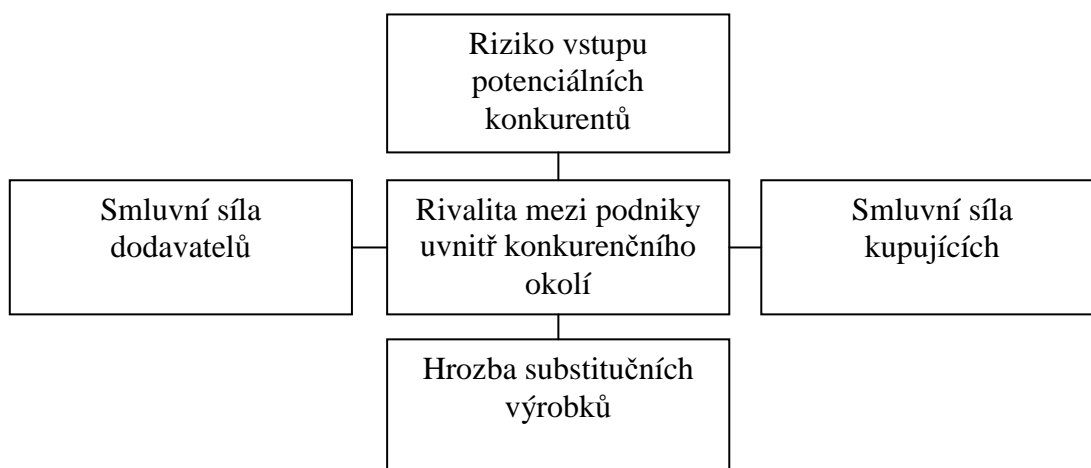 Riziko vstupu
potenciálních
konkurentů
Smluvní síla
dodavatelů
Rivalita mezi podniky
uvnitř konkurenčního
okolí
Smluvní síla
kupujících
Hrozba substitučních
výrobků